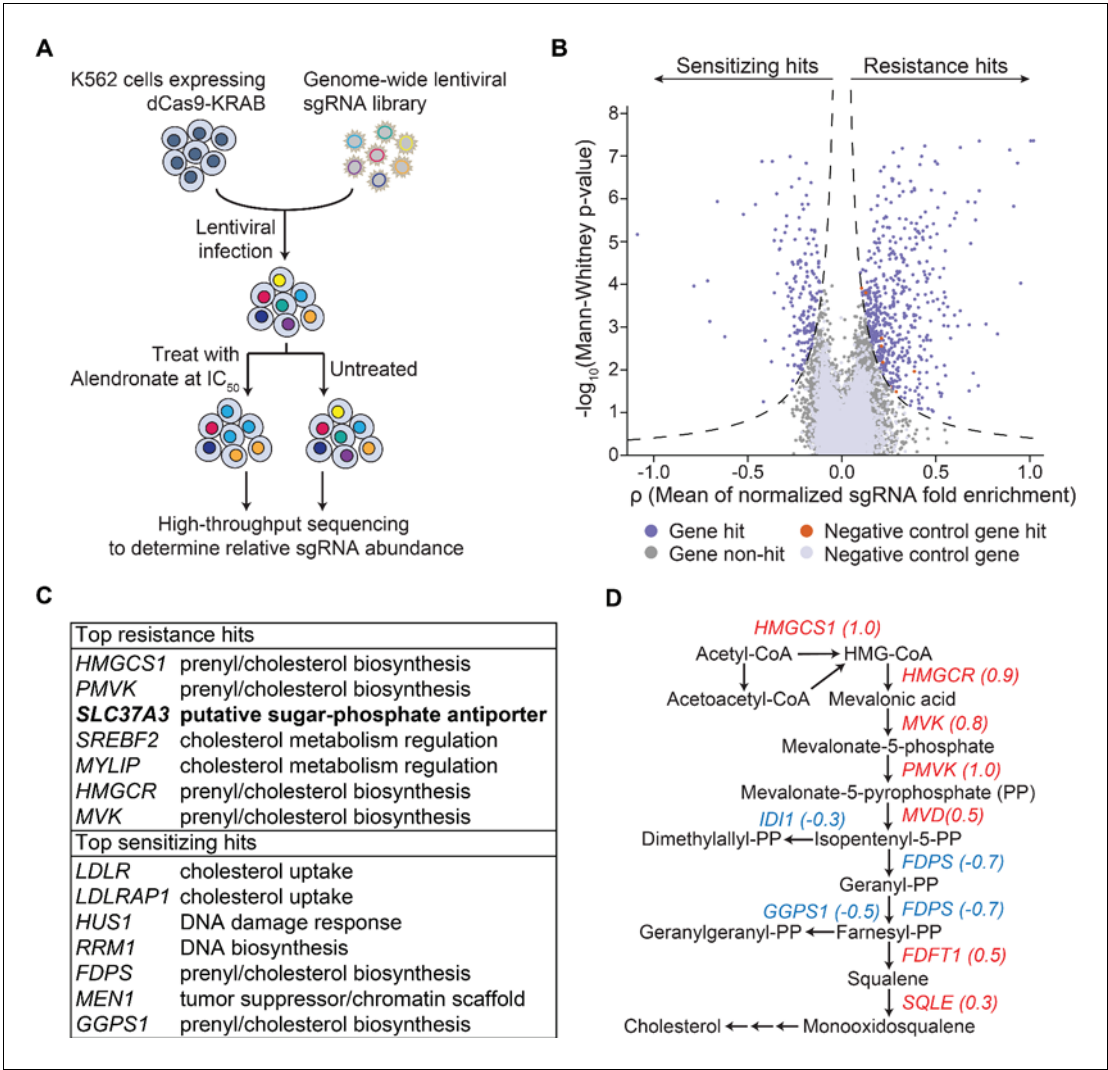 A
K562 cells expressing
dCas9-KRAB
Genome-wide lentiviral
sgRNA library
Lentiviral
infection
Treat with
Alendronate at IC50
Untreated
High-throughput sequencing
to determine relative sgRNA abundance
B
Sensitizing hits
Resistance hits
-log10(Mann-Whitney p-value)
8
7
6
5
4
3
2
1
0
-1.0
-0.5
0.0
0.5
1.0
ρ (Mean of normalized sgRNA fold enrichment)
Gene hit
Negative control gene hit
Gene non-hit
Negative control gene
C
Top resistance hits
HMGCS1 prenyl/cholesterol biosynthesis
PMVK prenyl/cholesterol biosynthesis
SLC37A3 putative sugar-phosphate antiporter
SREBF2 cholesterol metabolism regulation
MYLIP cholesterol metabolism regulation
HMGCR prenyl/cholesterol biosynthesis
MVK prenyl/cholesterol biosynthesis
Top sensitizing hits
LDLR cholesterol uptake
LDLRAP1 cholesterol uptake
HUS1 DNA damage response
RRM1 DNA biosynthesis
FDPS prenyl/cholesterol biosynthesis
MEN1 tumor suppressor/chromatin scaffold
GGPS1 prenyl/cholesterol biosynthesis
D
HMGCS1 (1.0)
Acetyl-CoA
HMG-CoA
HMGCR (0.9)
Acetoacetyl-CoA
Mevalonic acid
MVK (0.8)
Mevalonate-5-phosphate
PMVK (1.0)
Mevalonate-5-pyrophosphate (PP)
IDI1 (-0.3)
MVD(0.5)
Dimethylallyl-PP
Isopentenyl-5-PP
FDPS (-0.7)
Geranyl-PP
GGPS1 (-0.5)
FDPS (-0.7)
Geranylgeranyl-PP
Farnesyl-PP
FDFT1 (0.5)
Squalene
SQLE (0.3)
Cholesterol
Monooxidosqualene